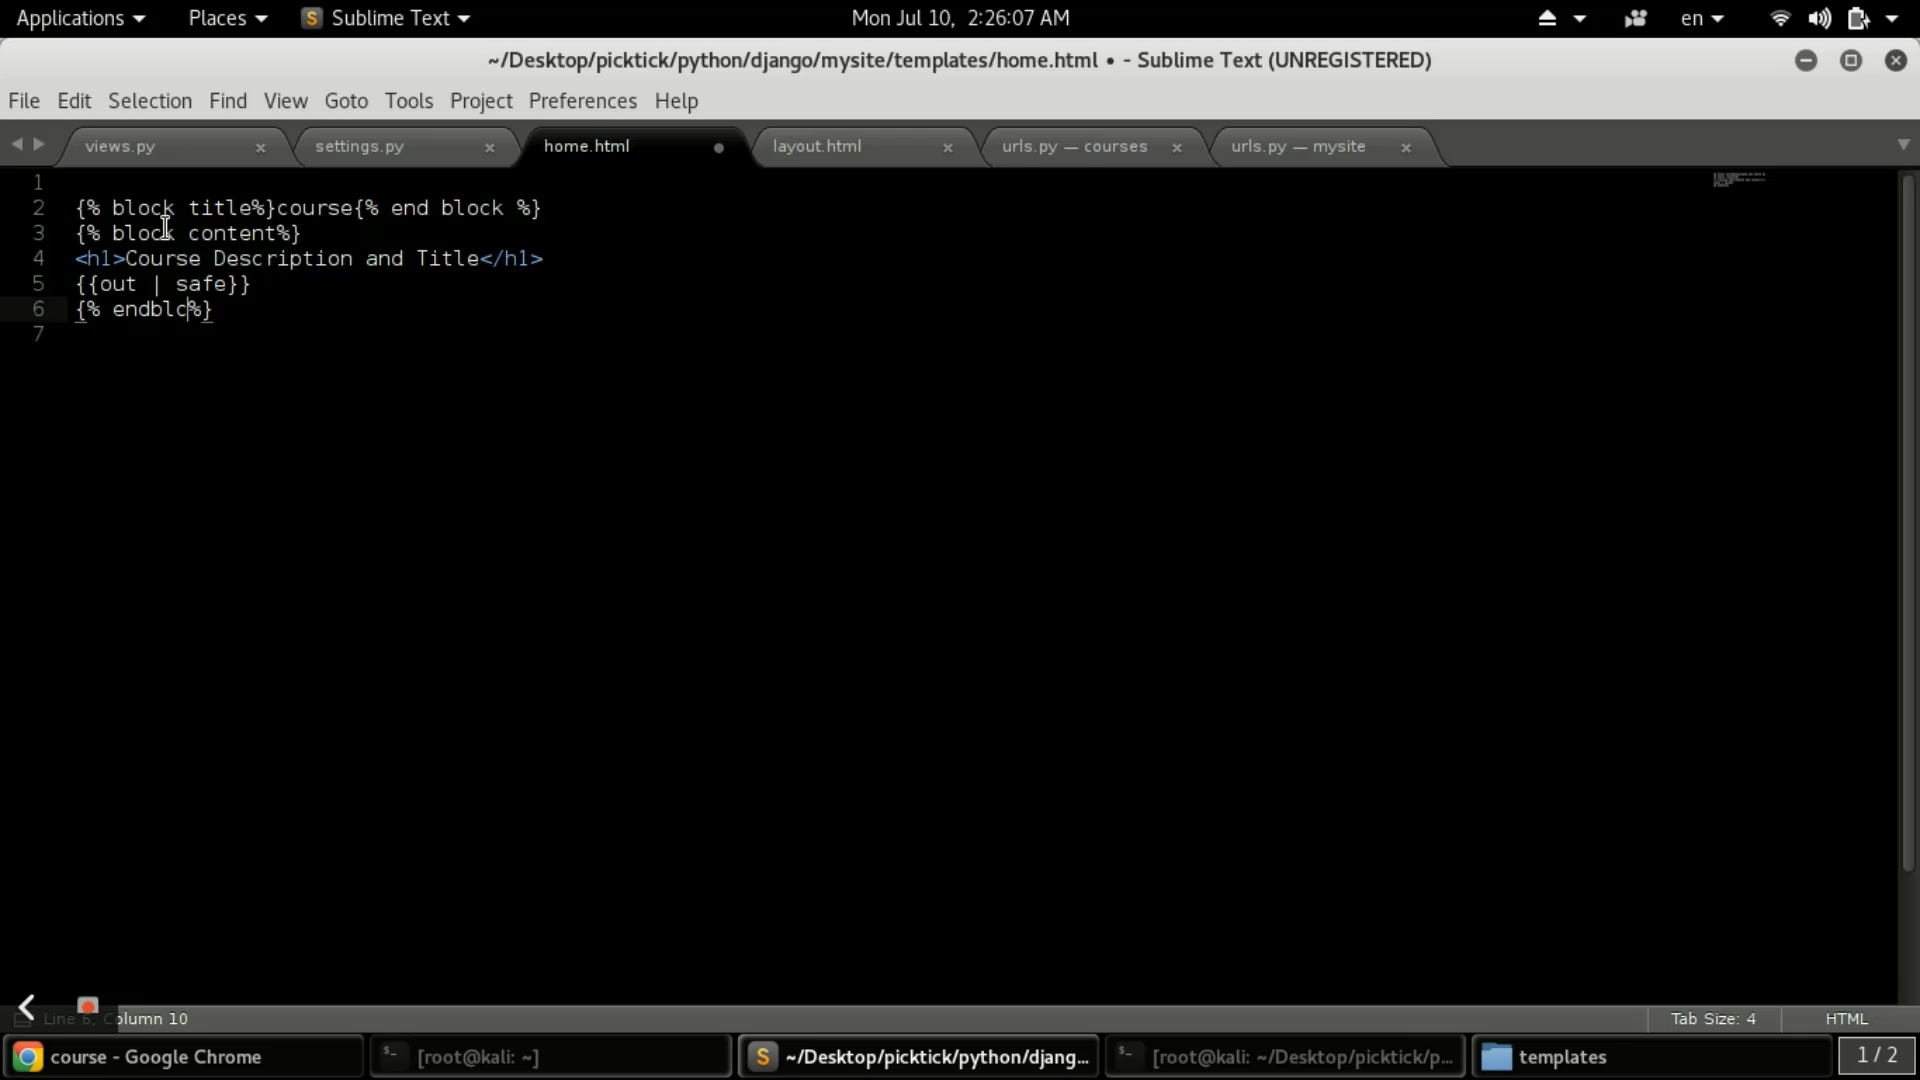 Applications Places Sublime Text Mon Jul 10, 2:26:07 AM en
~/Desktop/picktick/python/django/mysite/templates/home.html • - Sublime Text (UNREGISTERED)
File Edit Selection Find View Goto Tools Project Preferences Help
views.py settings.py home.html layout.html urls.py — courses urls.py — mysite
1
2 {% block title%}course{% end block %}
3 {% block content%}
4 <h1>Course Description and Title</h1>
5 {{out | safe}}
6 {% endblc%}
7
Line 6, Column 10 Tab Size: 4 HTML
course - Google Chrome [root@kali: ~] ~/Desktop/picktick/python/djang... [root@kali: ~/Desktop/picktick/p... templates 1 / 2